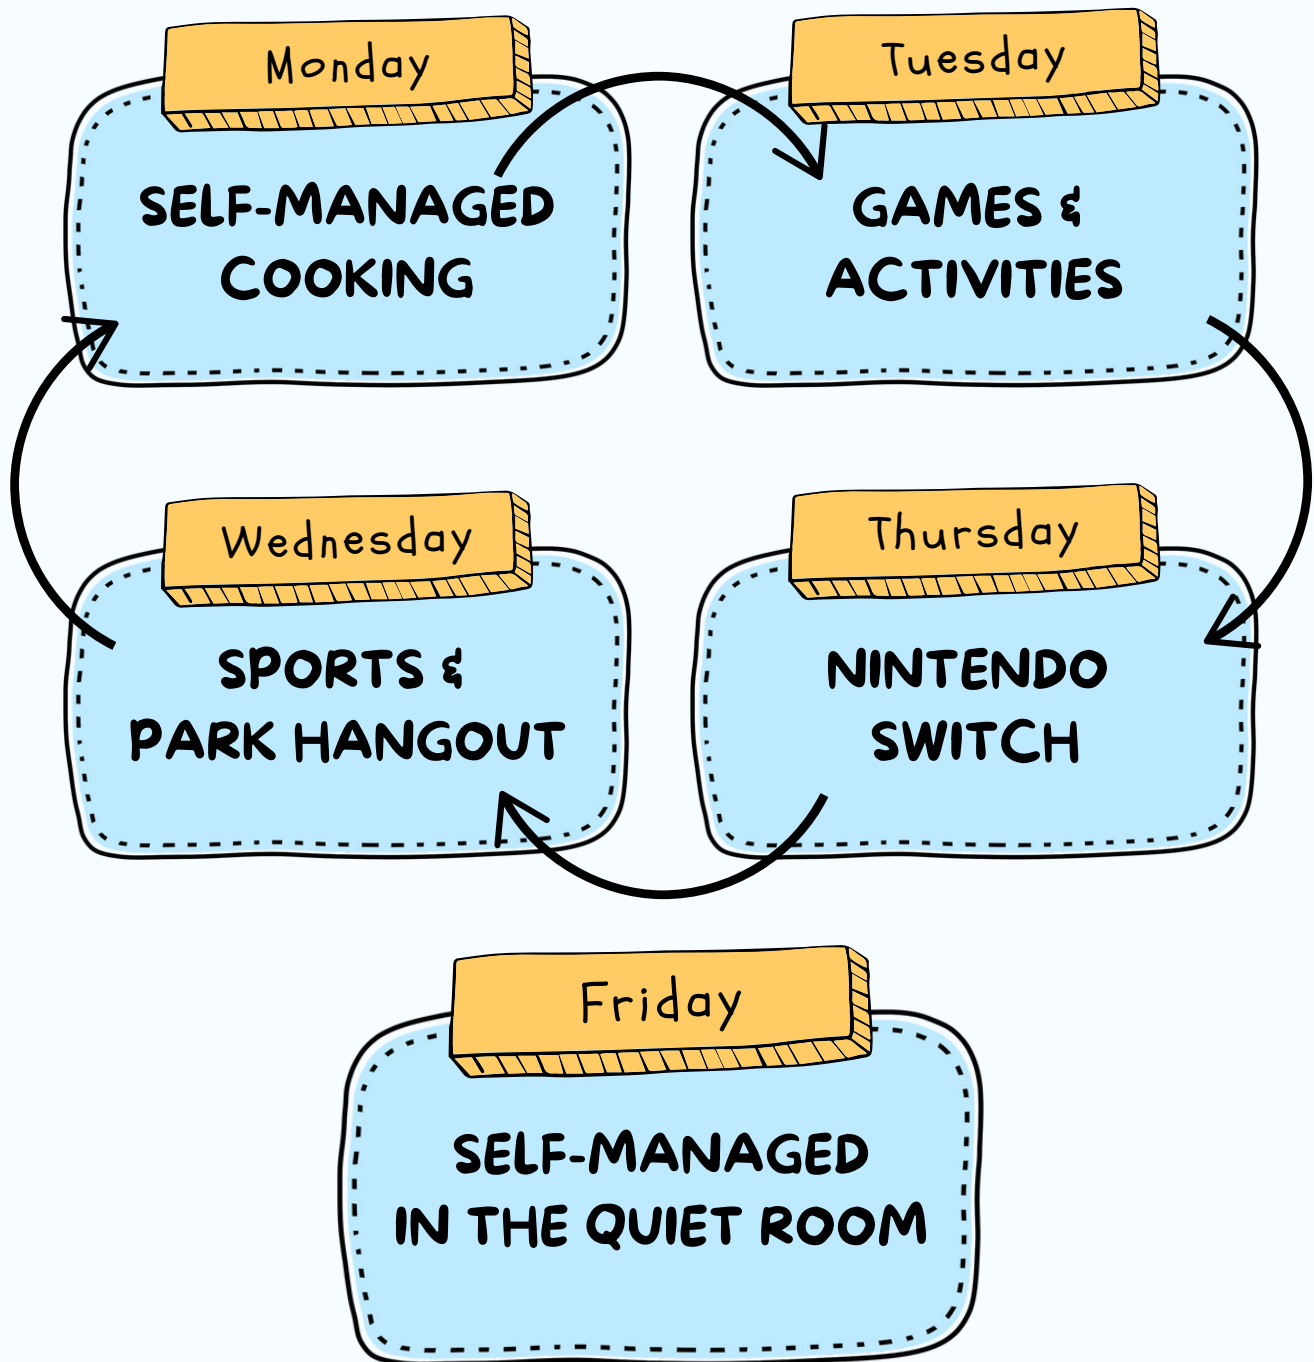 Monday
SELF-MANAGED
COOKING
Tuesday
GAMES &
ACTIVITIES
Wednesday
SPORTS &
PARK HANGOUT
Thursday
NINTENDO
SWITCH
Friday
SELF-MANAGED
IN THE QUIET ROOM